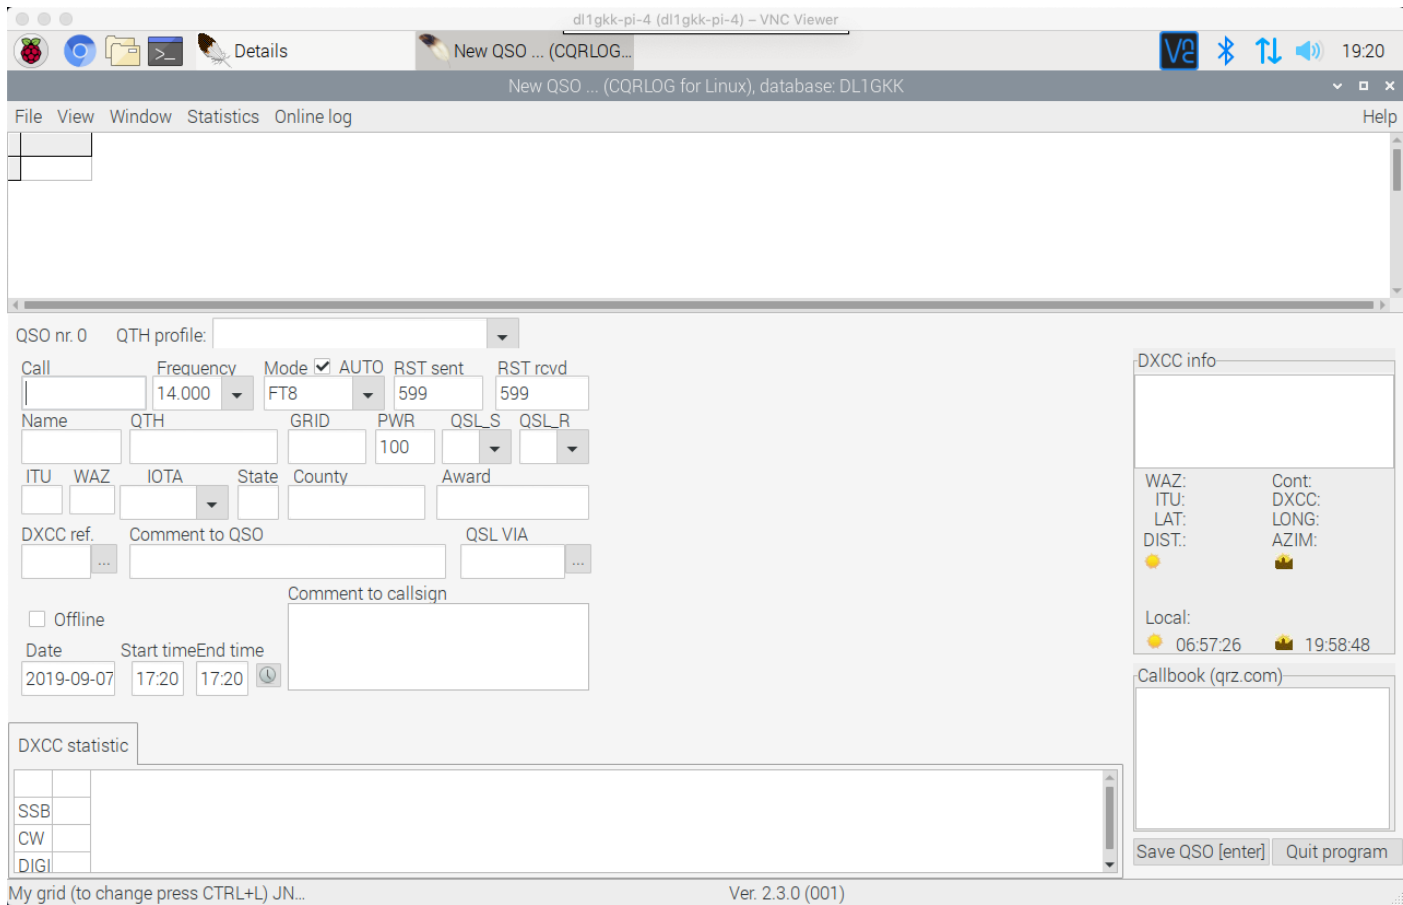 dl1gkk-pi-4 (dl1gkk-pi-4) – VNC Viewer
Details
New QSO ... (CQRLOG...
19:20
New QSO ... (CQRLOG for Linux), database: DL1GKK
File View Window Statistics Online log Help
QSO nr. 0 QTH profile:
Call Frequency Mode AUTO RST sent RST rcvd
14.000 FT8 599 599
Name QTH GRID PWR QSL_S QSL_R
100
ITU WAZ IOTA State County Award
DXCC ref. Comment to QSO QSL VIA
... ...
Comment to callsign
Offline
Date Start time End time
2019-09-07 17:20 17:20
DXCC info
WAZ: Cont:
ITU: DXCC:
LAT: LONG:
DIST.: AZIM:
Local:
06:57:26 19:58:48
Callbook (qrz.com)
DXCC statistic
SSB
CW
DIGI
Save QSO [enter] Quit program
My grid (to change press CTRL+L) JN... Ver. 2.3.0 (001)